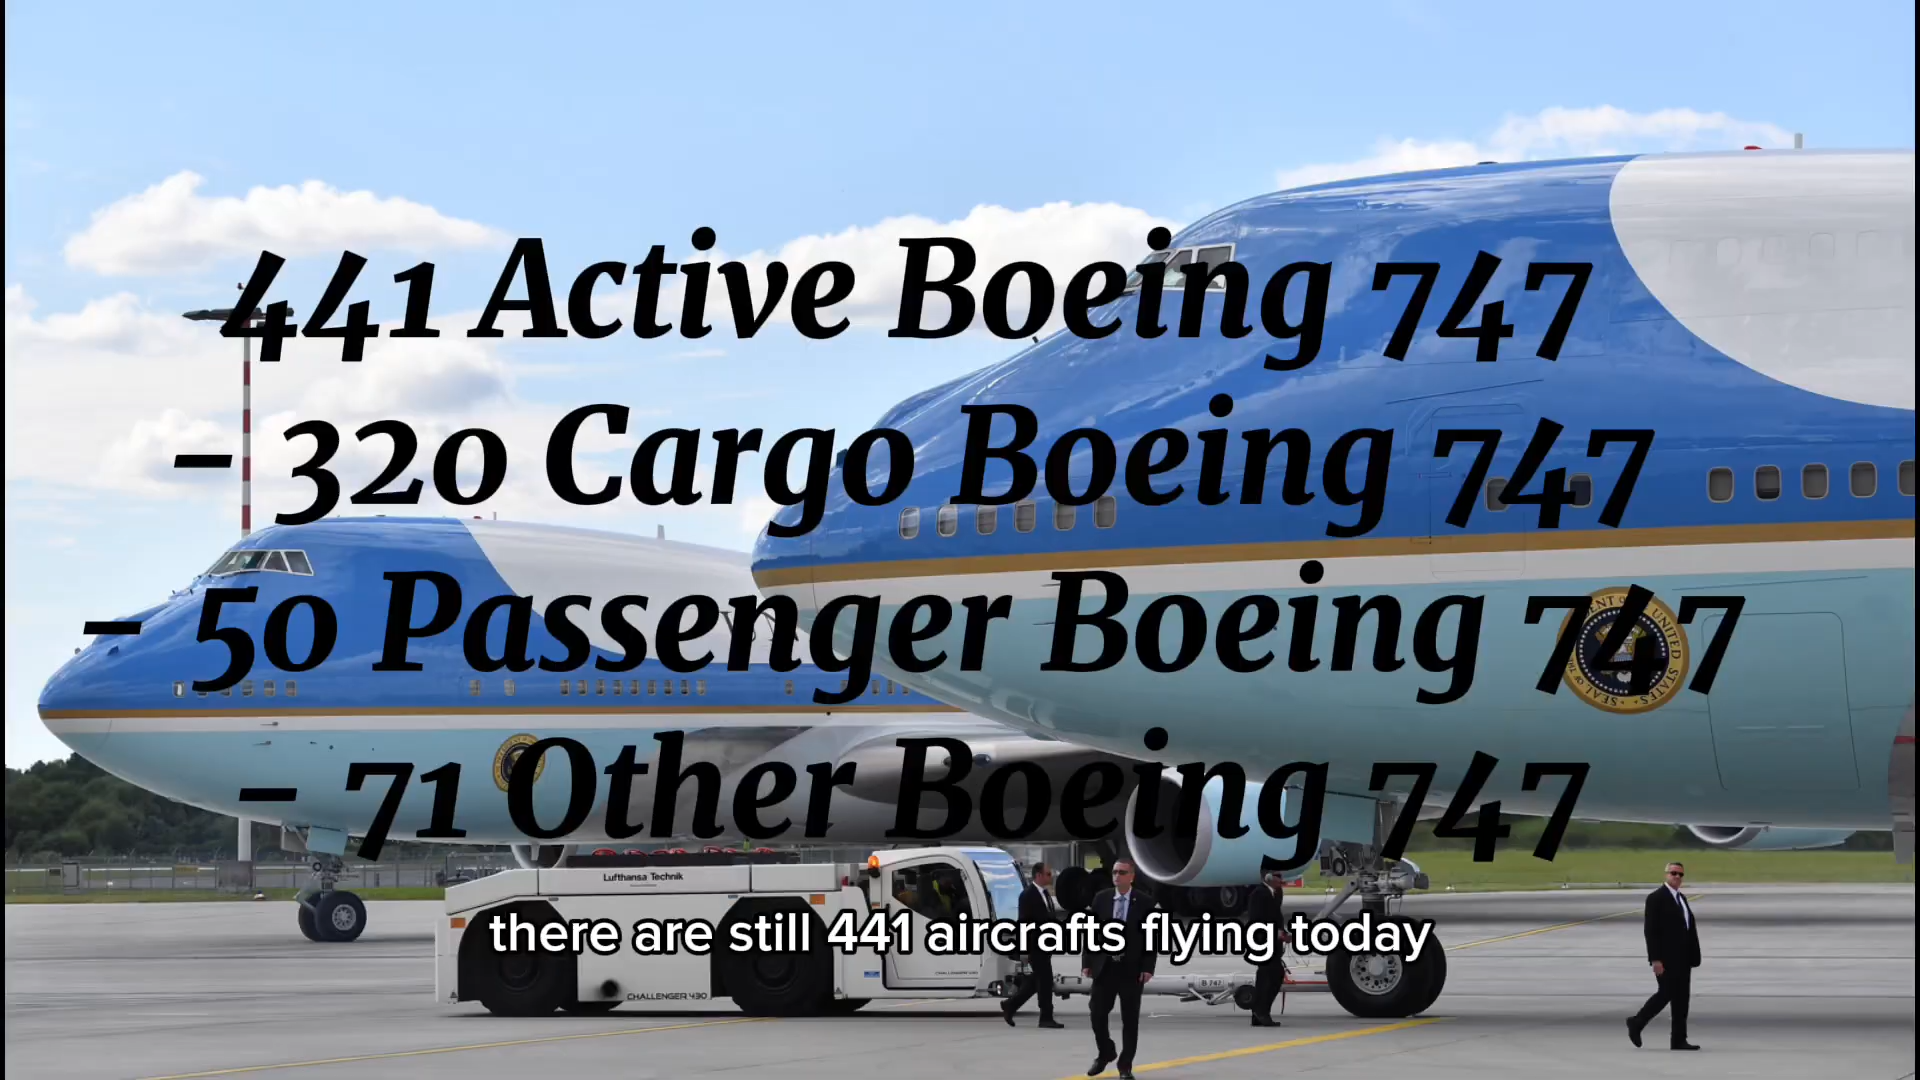 441 Active Boeing 747
- 320 Cargo Boeing 747
- 50 Passenger Boeing 747
- 71 Other Boeing 747
Lufthansa Technik
there are still 441 aircrafts flying today
CHALLENGER 430
B 747